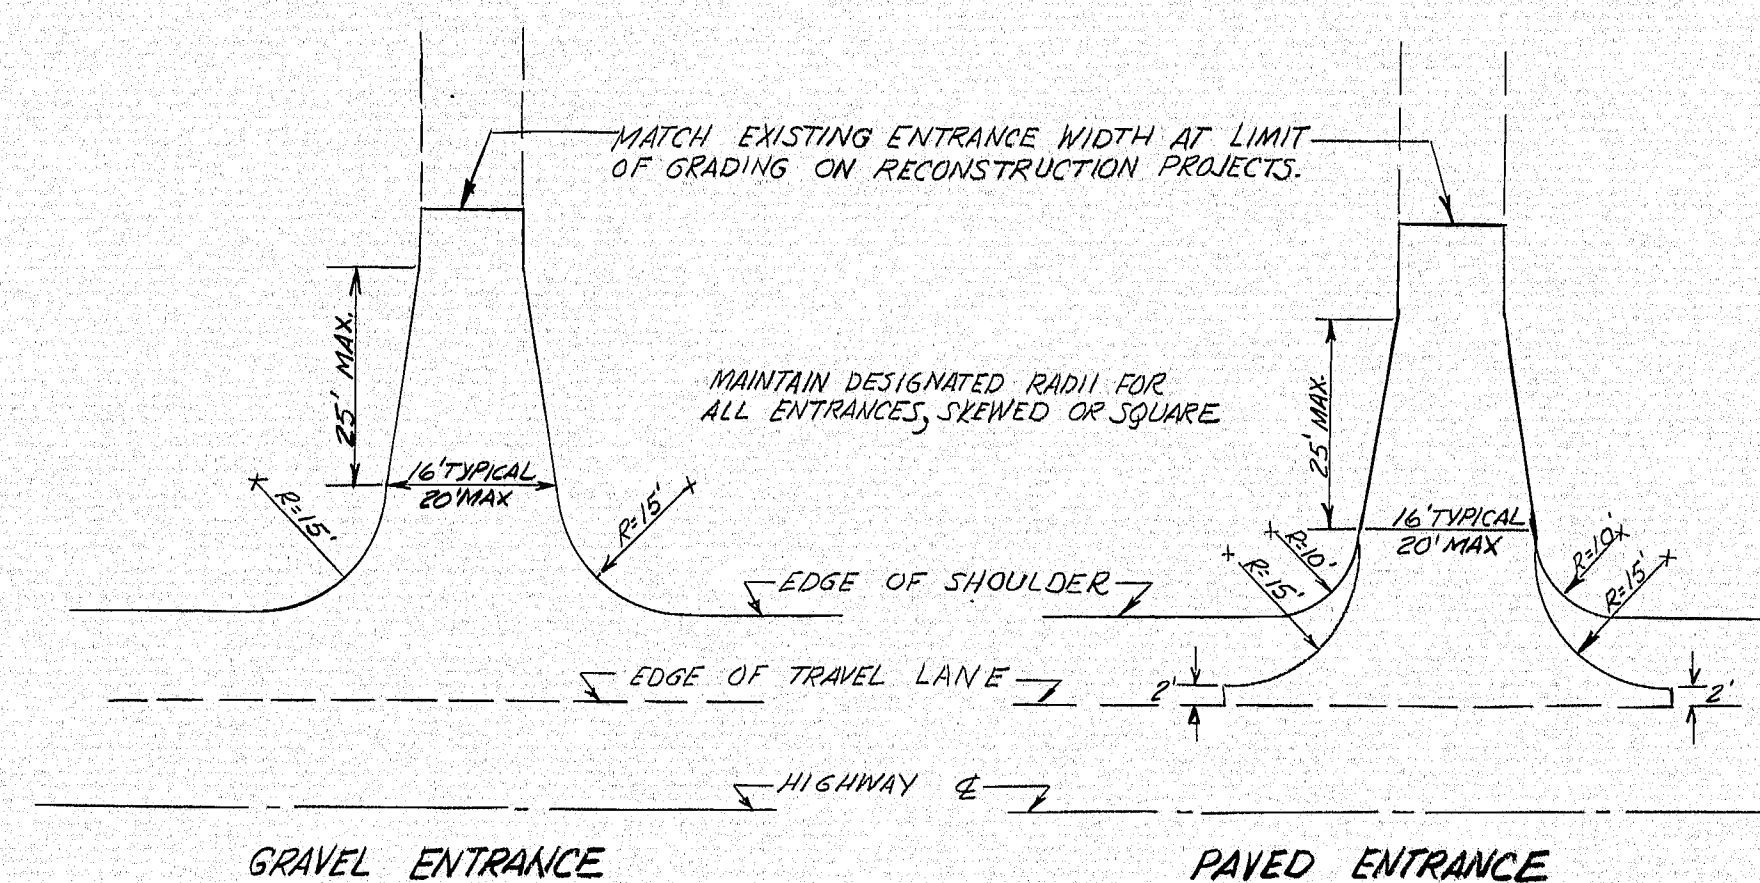 MATCH EXISTING ENTRANCE WIDTH AT LIMIT
OF GRADING ON RECONSTRUCTION PROJECTS.
25' MAX.
MAINTAIN DESIGNATED RADII FOR
ALL ENTRANCES, SKEWED OR SQUARE
25' MAX.
16' TYPICAL
20' MAX
R=15'
R=15'
16' TYPICAL
20' MAX
R=10'
R=15'
R=10'
R=15'
EDGE OF SHOULDER
EDGE OF TRAVEL LANE
2'
2'
HIGHWAY ℄
GRAVEL ENTRANCE
PAVED ENTRANCE